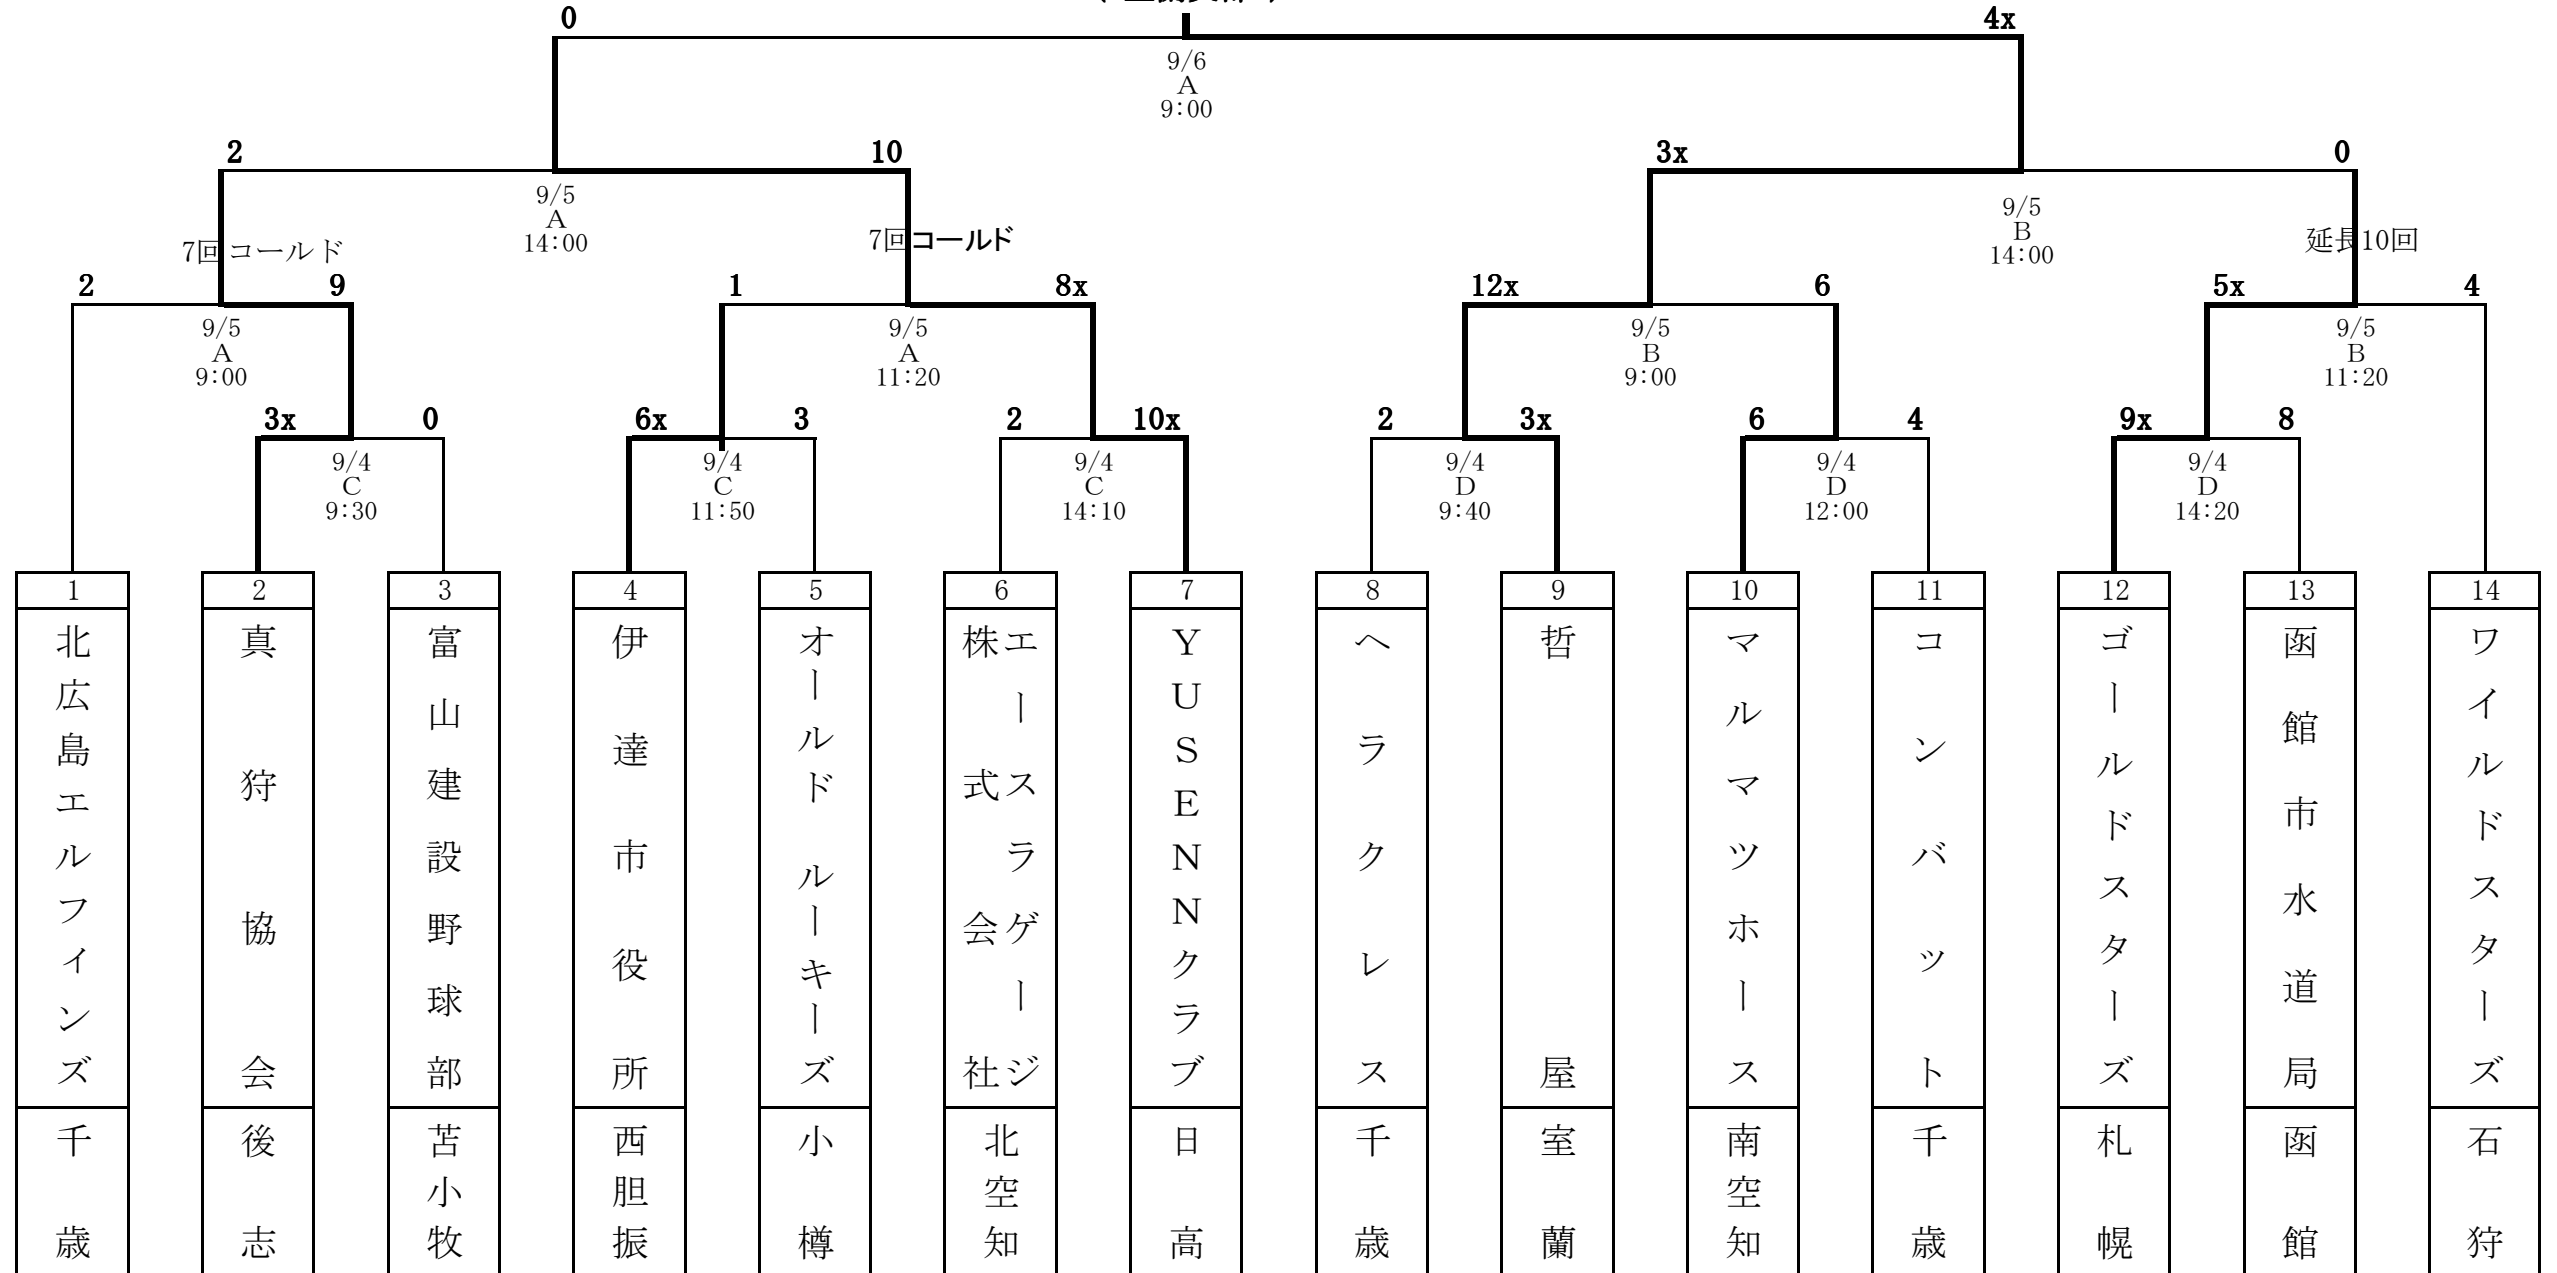 0
4x
9/6
A
9:00
2
10
3x
0
9/5
A
14:00
9/5
B
14:00
7回コールド
7回コールド
延長10回
2
9
1
8x
12x
6
5x
4
9/5
A
9:00
9/5
A
11:20
9/5
B
9:00
9/5
B
11:20
3x
0
6x
3
2
10x
2
3x
6
4
9x
8
9/4
C
9:30
9/4
C
11:50
9/4
C
14:10
9/4
D
9:40
9/4
D
12:00
9/4
D
14:20
1
北広島エルフィンズ
千歳
2
真狩協会
後志
3
富山建設野球部
苫小牧
4
伊達市役所
西胆振
5
オールド ルーキーズ
小樽
6
エースラゲージ
株式会社
北空知
7
YUSENNクラブ
日高
8
ヘラクレス
千歳
9
哲屋
室蘭
10
マルマツホース
南空知
11
コンバット
千歳
12
ゴールドスターズ
札幌
13
函館市水道局
函館
14
ワイルドスターズ
石狩